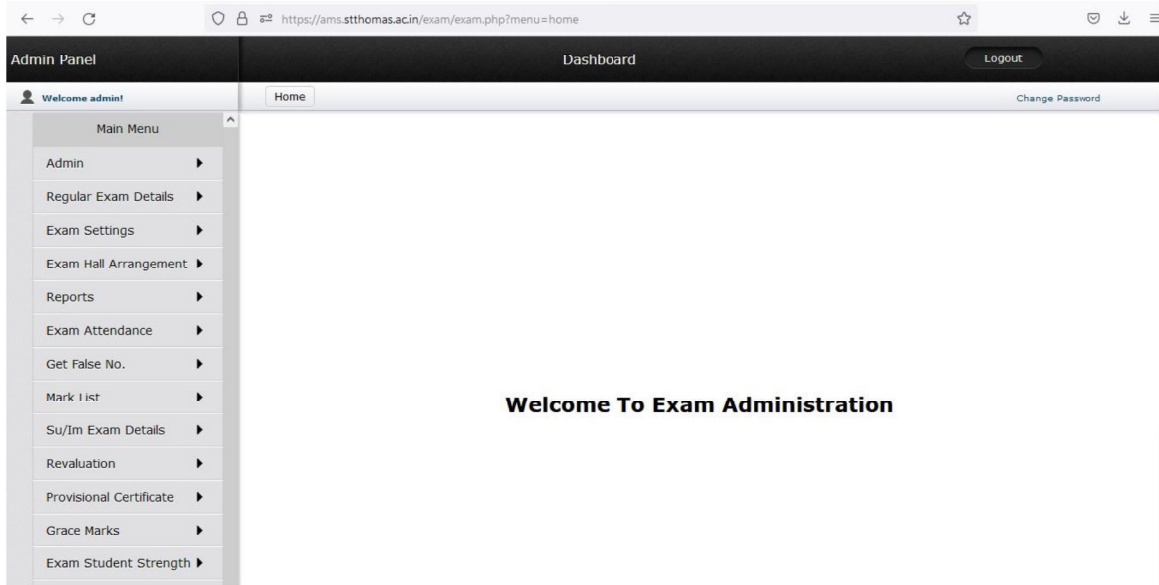 https://ams.stthomas.ac.in/exam/exam.php?menu=home
Admin Panel
Dashboard
Logout
Welcome admin!
Home
Change Password
Main Menu
Admin
Regular Exam Details
Exam Settings
Exam Hall Arrangement
Reports
Exam Attendance
Get False No.
Mark List
Su/Im Exam Details
Revaluation
Provisional Certificate
Grace Marks
Exam Student Strength
Welcome To Exam Administration